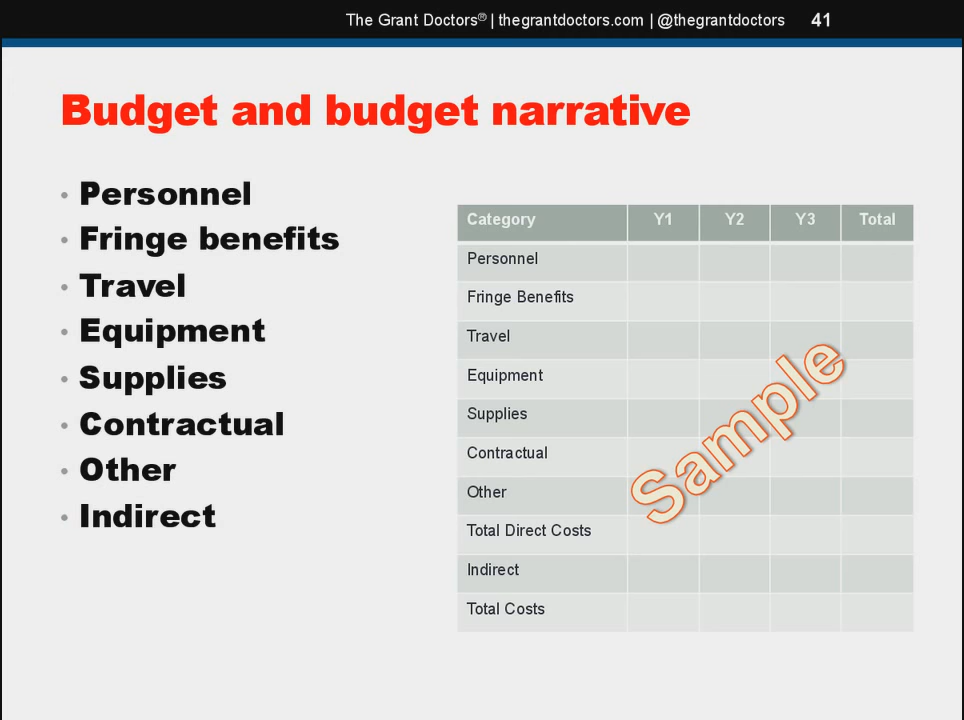 The Grant Doctors® | thegrantdoctors.com | @thegrantdoctors 41
Budget and budget narrative
• Personnel
• Fringe benefits
• Travel
• Equipment
• Supplies
• Contractual
• Other
• Indirect
Category Y1 Y2 Y3 Total
Personnel
Fringe Benefits
Travel
Equipment
Supplies
Contractual
Other
Total Direct Costs
Indirect
Total Costs
Sample